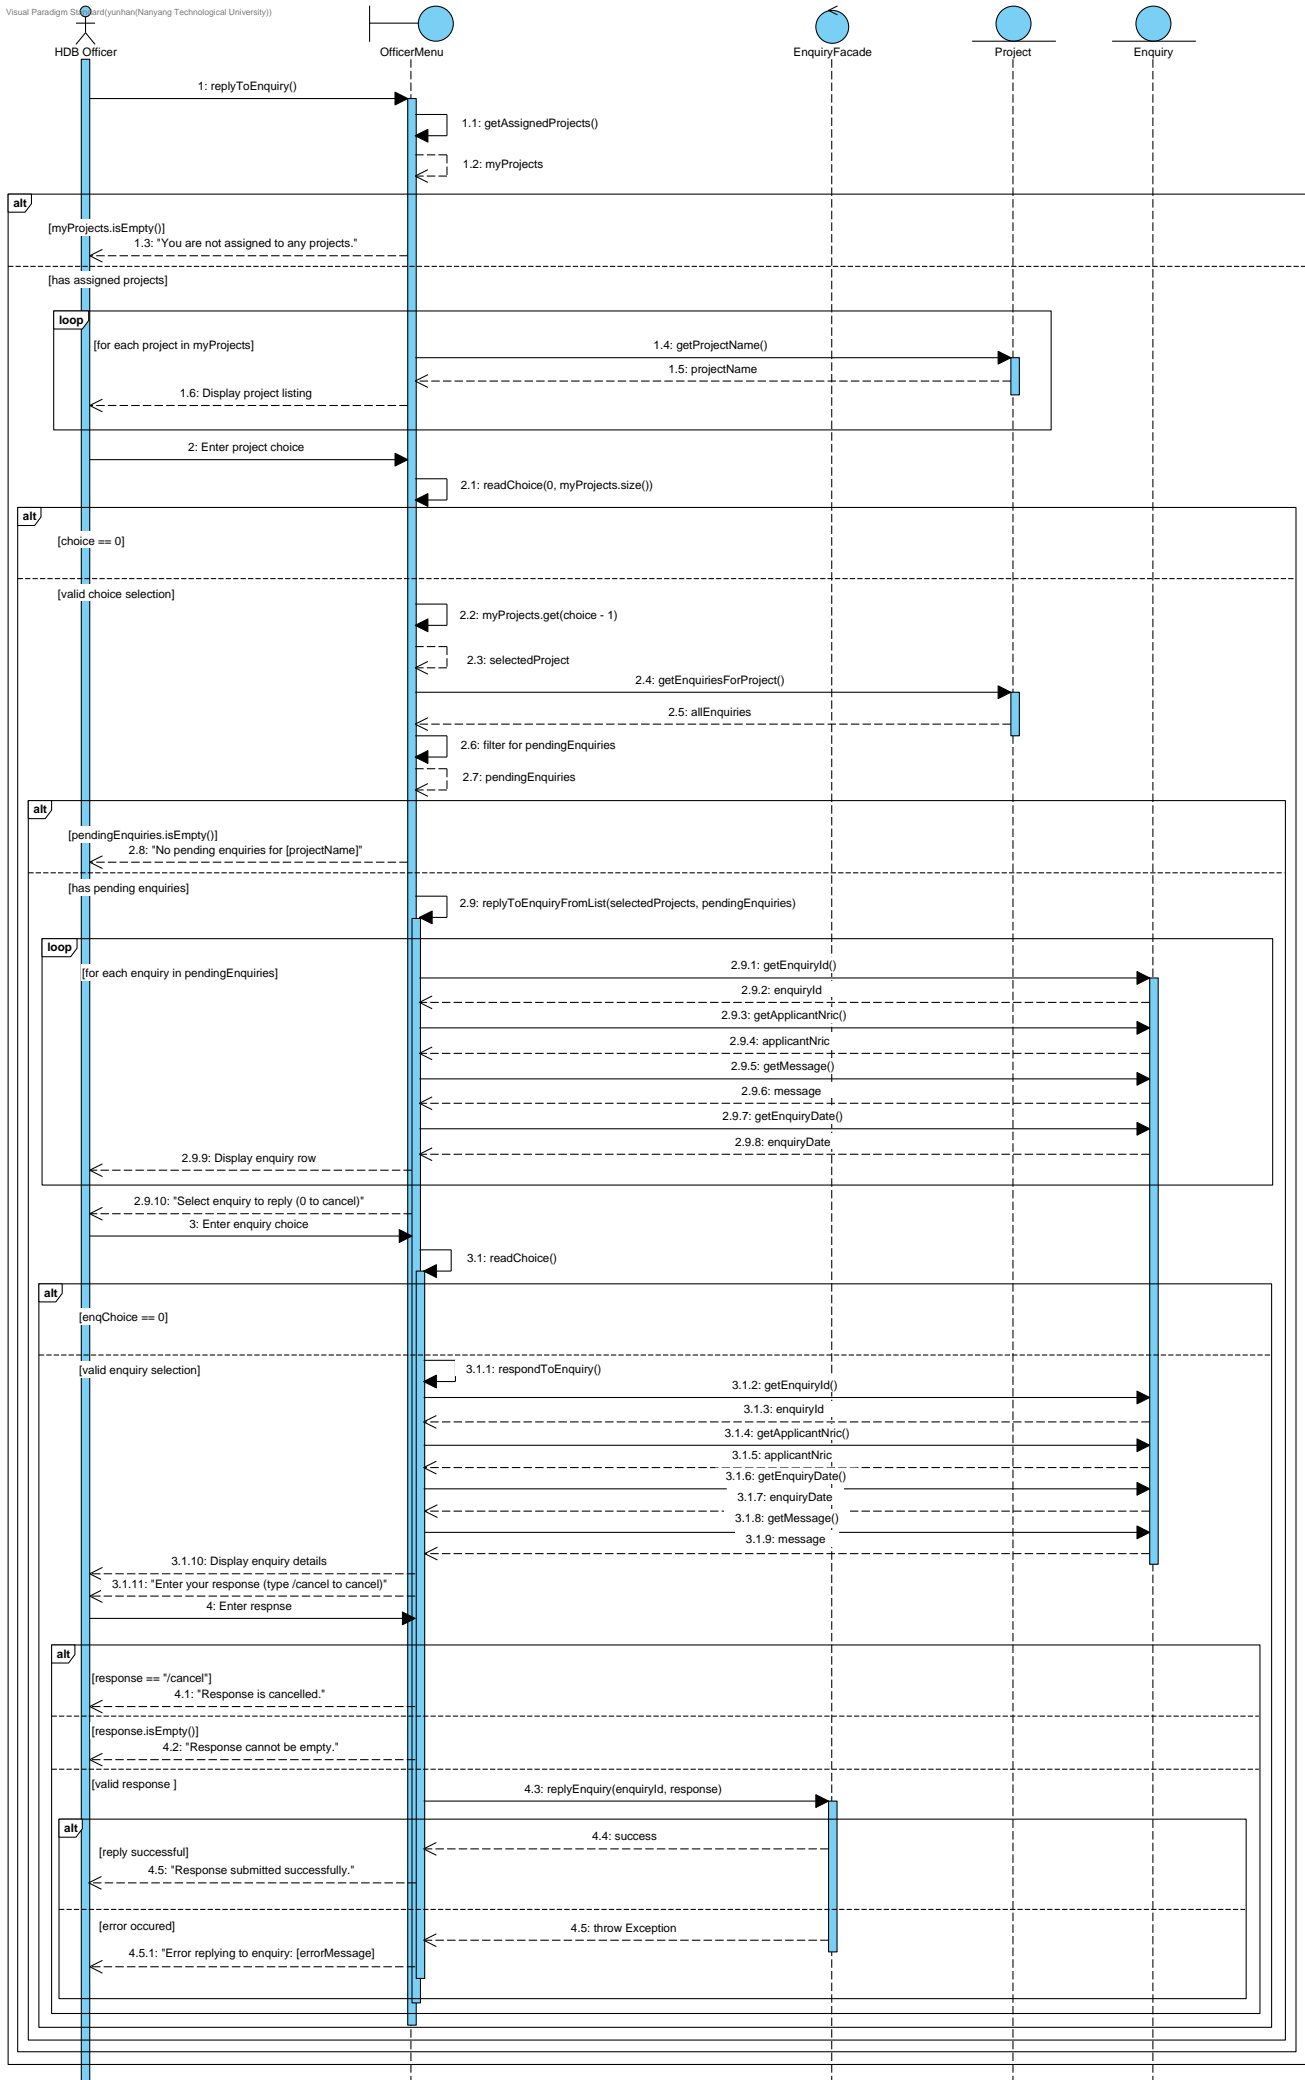 Visual Paradigm Standard(yunhan(Nanyang Technological University))
HDB Officer
OfficerMenu
EnquiryFacade
Project
Enquiry
1: replyToEnquiry()
1.1: getAssignedProjects()
1.2: myProjects
alt
[myProjects.isEmpty()]
1.3: "You are not assigned to any projects."
[has assigned projects]
loop
[for each project in myProjects]
1.4: getProjectName()
1.5: projectName
1.6: Display project listing
2: Enter project choice
2.1: readChoice(0, myProjects.size())
alt
[choice == 0]
[valid choice selection]
2.2: myProjects.get(choice - 1)
2.3: selectedProject
2.4: getEnquiriesForProject()
2.5: allEnquiries
2.6: filter for pendingEnquiries
2.7: pendingEnquiries
alt
[pendingEnquiries.isEmpty()]
2.8: "No pending enquiries for [projectName]"
[has pending enquiries]
2.9: replyToEnquiryFromList(selectedProjects, pendingEnquiries)
loop
[for each enquiry in pendingEnquiries]
2.9.1: getEnquiryId()
2.9.2: enquiryId
2.9.3: getApplicantNric()
2.9.4: applicantNric
2.9.5: getMessage()
2.9.6: message
2.9.7: getEnquiryDate()
2.9.8: enquiryDate
2.9.9: Display enquiry row
2.9.10: "Select enquiry to reply (0 to cancel)"
3: Enter enquiry choice
3.1: readChoice()
alt
[enqChoice == 0]
[valid enquiry selection]
3.1.1: respondToEnquiry()
3.1.2: getEnquiryId()
3.1.3: enquiryId
3.1.4: getApplicantNric()
3.1.5: applicantNric
3.1.6: getEnquiryDate()
3.1.7: enquiryDate
3.1.8: getMessage()
3.1.9: message
3.1.10: Display enquiry details
3.1.11: "Enter your response (type /cancel to cancel)"
4: Enter respnse
alt
[response == "/cancel"]
4.1: "Response is cancelled."
[response.isEmpty()]
4.2: "Response cannot be empty."
[valid response ]
4.3: replyEnquiry(enquiryId, response)
alt
4.4: success
[reply successful]
4.5: "Response submitted successfully."
[error occured]
4.5: throw Exception
4.5.1: "Error replying to enquiry: [errorMessage]